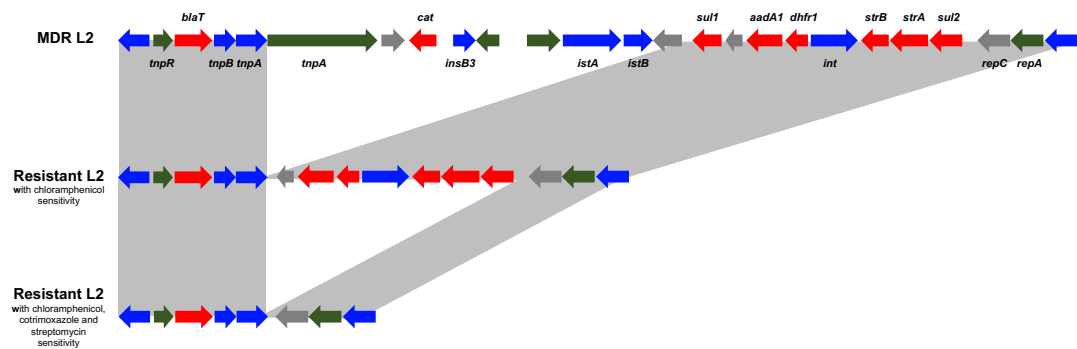 blaT cat sul1 aadA1 dhfr1 strB strA sul2
MDR L2
tnpR tnpB tnpA tnpA insB3 istA istB int repC repA
Resistant L2
with chloramphenicol
sensitivity
Resistant L2
with chloramphenicol,
cotrimoxazole and
streptomycin
sensitivity